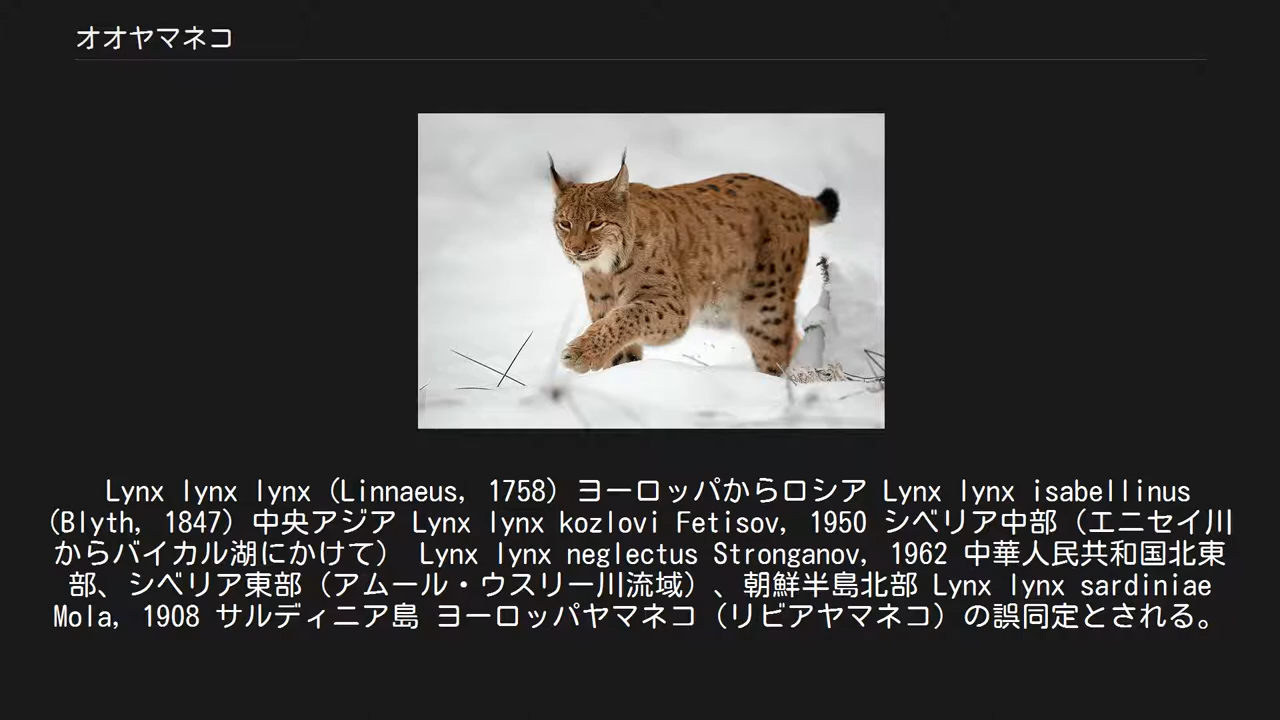 オオヤマネコ
Lynx lynx lynx (Linnaeus, 1758) ヨーロッパからロシア Lynx lynx isabellinus
(Blyth, 1847) 中央アジア Lynx lynx kozlovi Fetisov, 1950 シベリア中部（エニセイ川
からバイカル湖にかけて） Lynx lynx neglectus Stronganov, 1962 中華人民共和国北東
部、シベリア東部（アムール・ウスリー川流域）、朝鮮半島北部 Lynx lynx sardiniae
Mola, 1908 サルディニア島 ヨーロッパヤマネコ（リビアヤマネコ）の誤同定とされる。